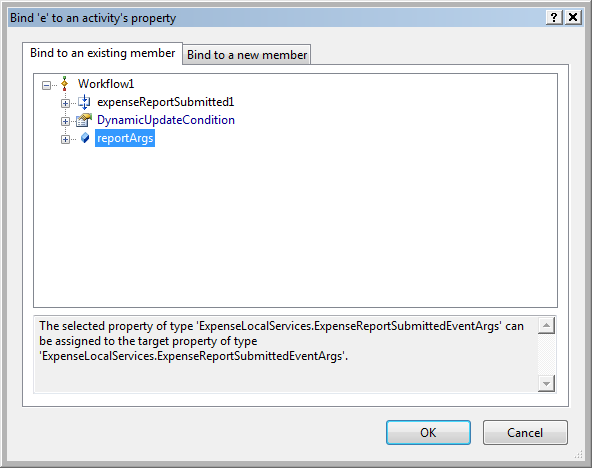 Bind 'e' to an activity's property
Bind to an existing member
Bind to a new member
Workflow1
expenseReportSubmitted1
DynamicUpdateCondition
reportArgs
The selected property of type 'ExpenseLocalServices.ExpenseReportSubmittedEventArgs' can
be assigned to the target property of type
'ExpenseLocalServices.ExpenseReportSubmittedEventArgs'.
OK
Cancel